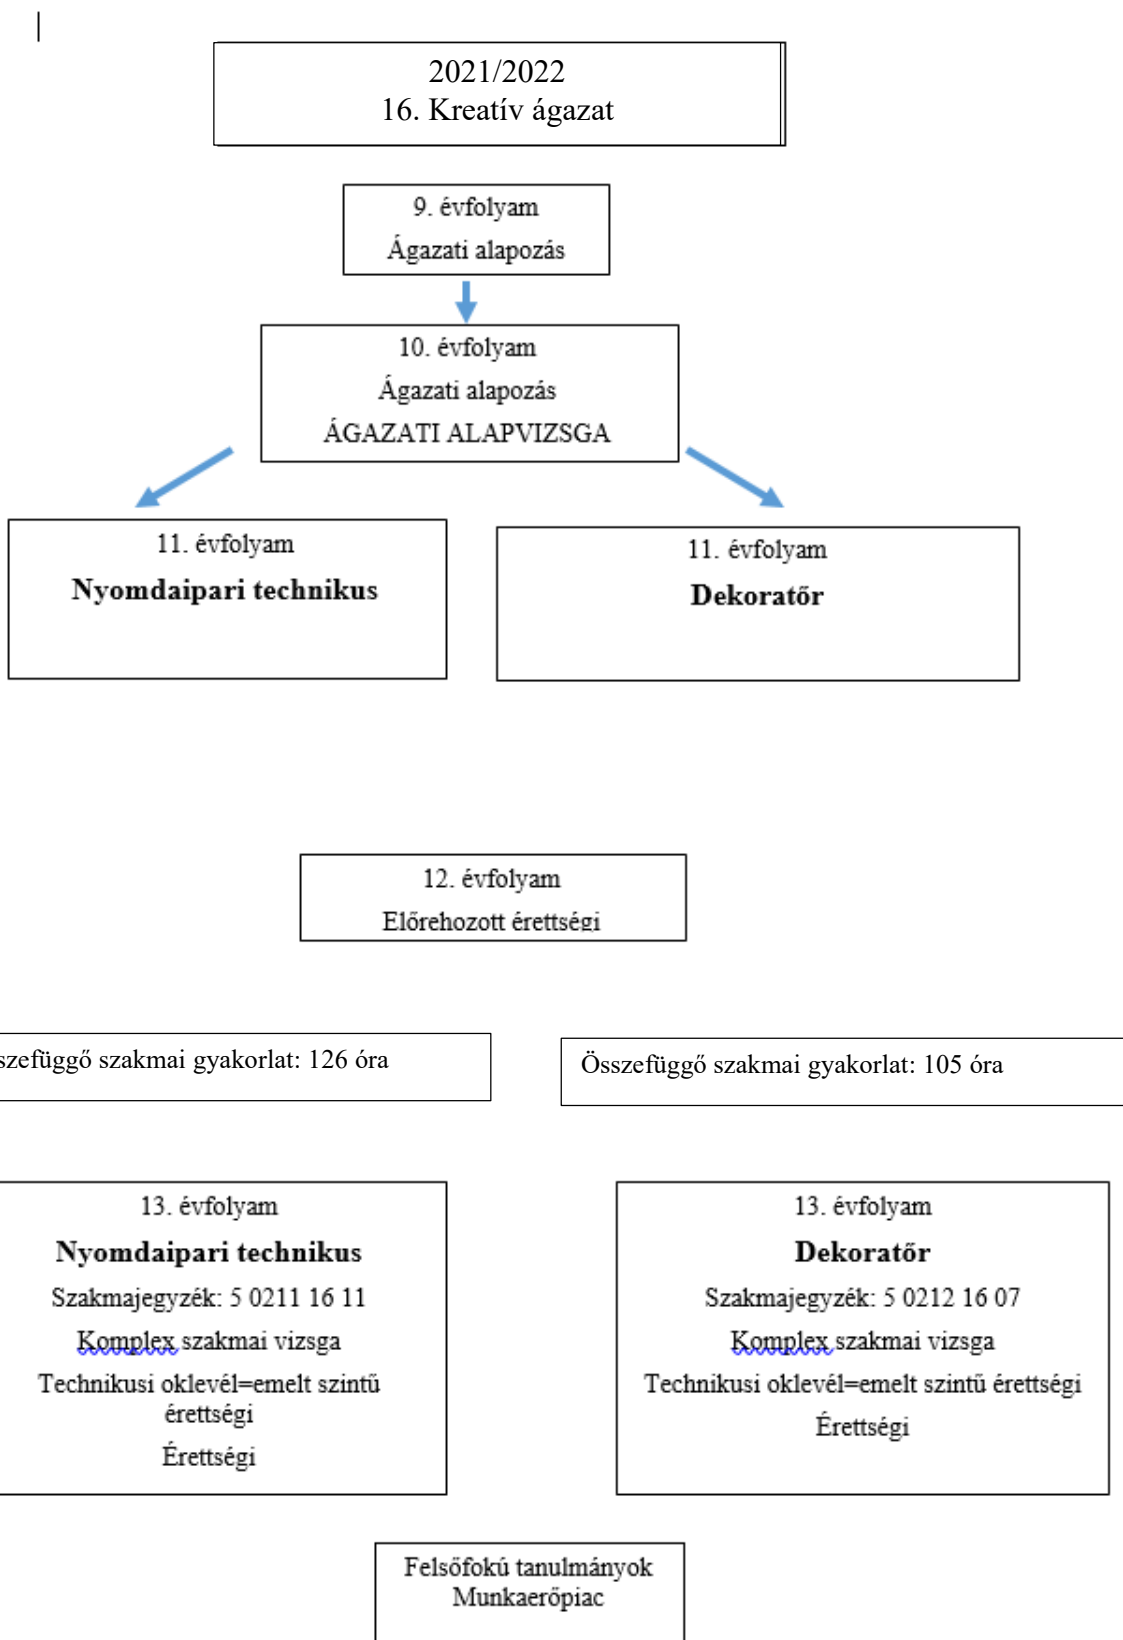 2021/2022
16. Kreatív ágazat
9. évfolyam
Ágazati alapozás
10. évfolyam
Ágazati alapozás
ÁGAZATI ALAPVIZSGA
11. évfolyam
Nyomdaipari technikus
11. évfolyam
Dekoratőr
12. évfolyam
Előrehozott érettségi
szefüggő szakmai gyakorlat: 126 óra
Összefüggő szakmai gyakorlat: 105 óra
13. évfolyam
Nyomdaipari technikus
Szakmajegyzék: 5 0211 16 11
Komplex szakmai vizsga
Technikusi oklevél=emelt szintű
érettségi
Érettségi
13. évfolyam
Dekoratőr
Szakmajegyzék: 5 0212 16 07
Komplex szakmai vizsga
Technikusi oklevél=emelt szintű érettségi
Érettségi
Felsőfokú tanulmányok
Munkaerőpiac